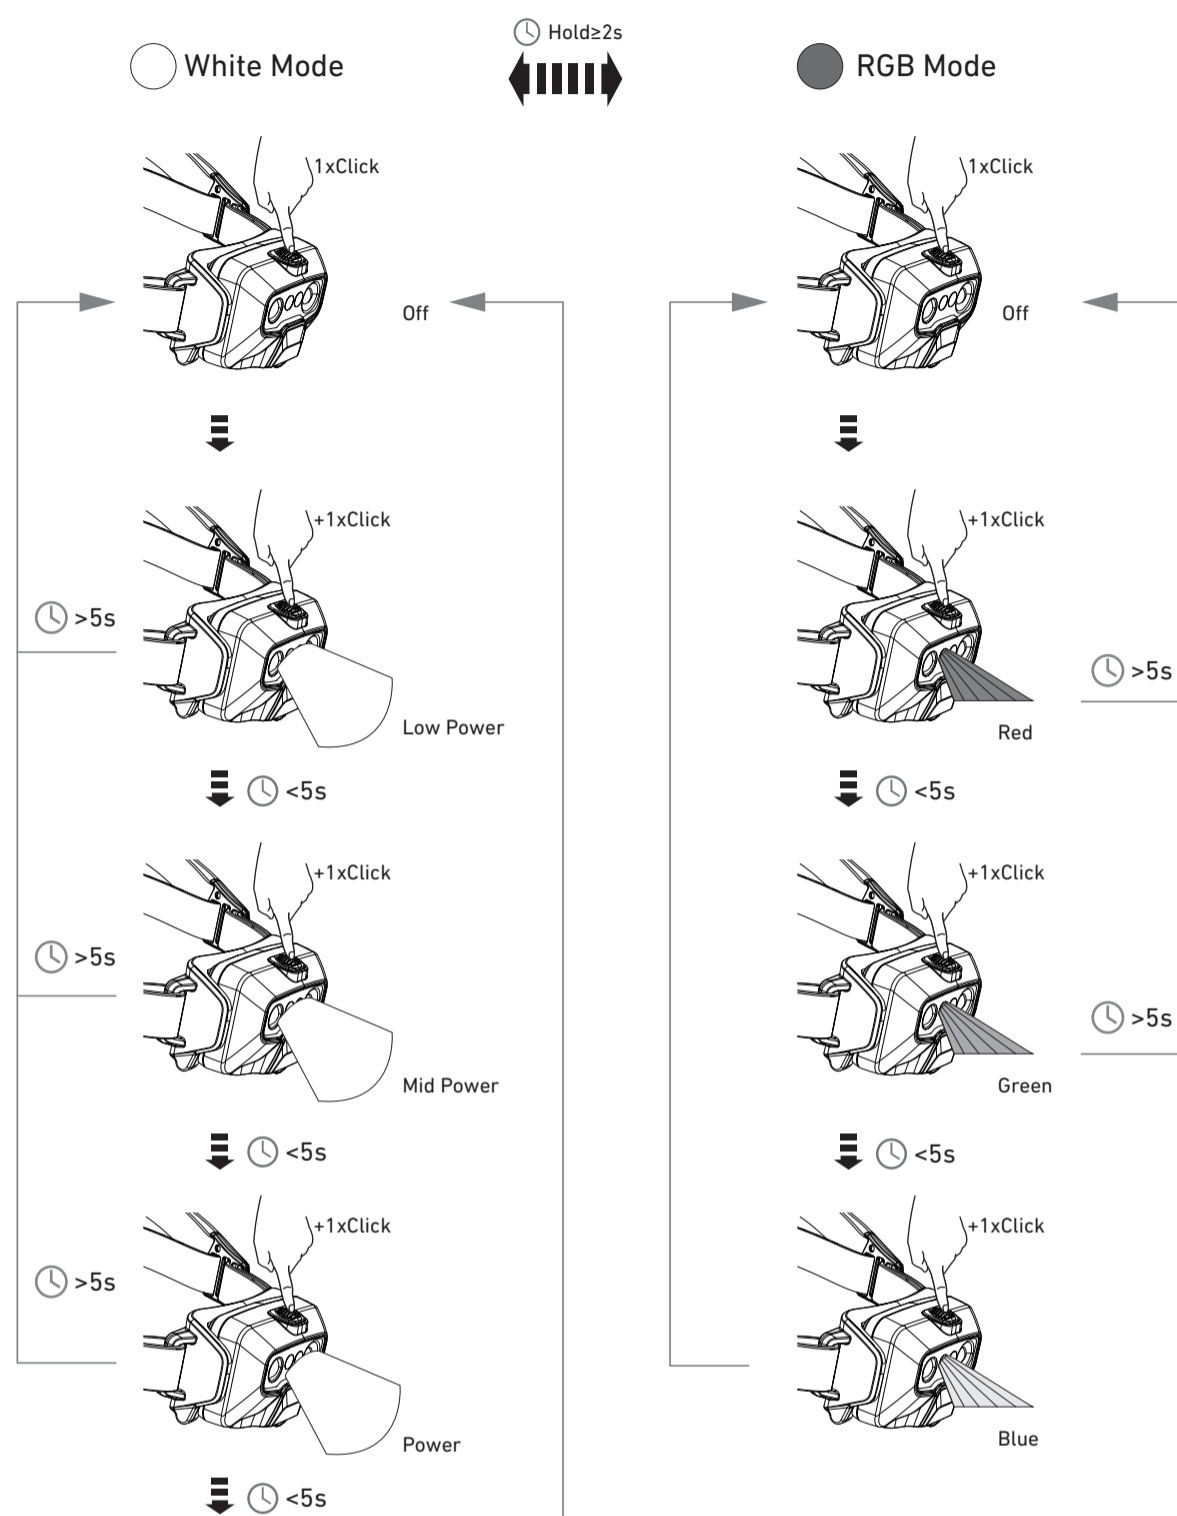 Hold≥2s
White Mode
RGB Mode
1xClick
1xClick
Off
Off
+1xClick
+1xClick
>5s
>5s
Low Power
Red
<5s
<5s
+1xClick
+1xClick
>5s
>5s
Mid Power
Green
<5s
<5s
+1xClick
+1xClick
>5s
Power
Blue
<5s